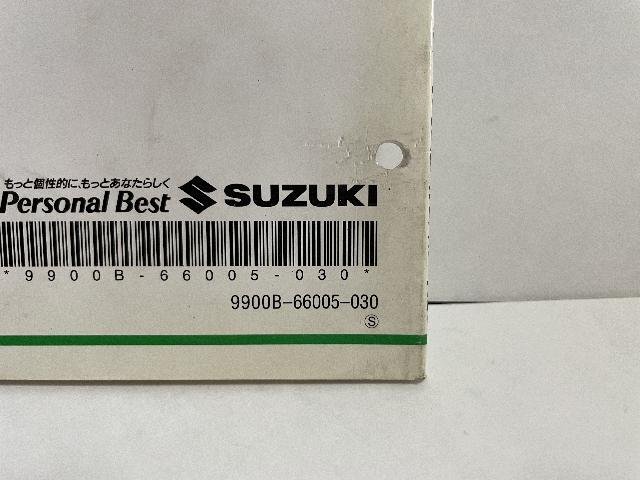 もっと個性的に、もっとあなたらしく
Personal Best SUZUKI
*9900B-66005-030*
9900B-66005-030
Ⓢ